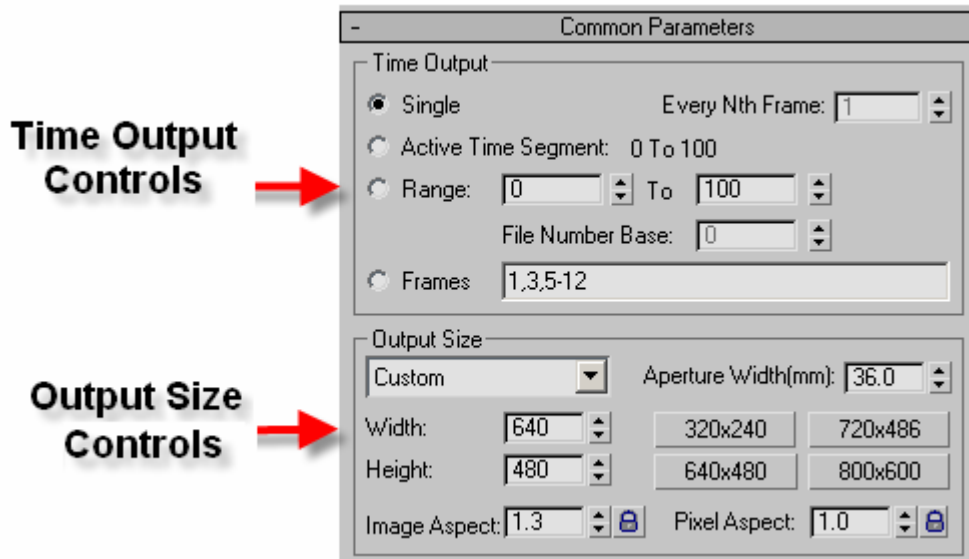 - Common Parameters
Time Output
Single Every Nth Frame: 1
Time Output Controls
Active Time Segment: 0 To 100
Range: 0 To 100
File Number Base: 0
Frames 1,3,5-12
Output Size
Custom Aperture Width(mm): 36.0
Output Size Controls
Width: 640 320x240 720x486
Height: 480 640x480 800x600
Image Aspect: 1.3 Pixel Aspect: 1.0